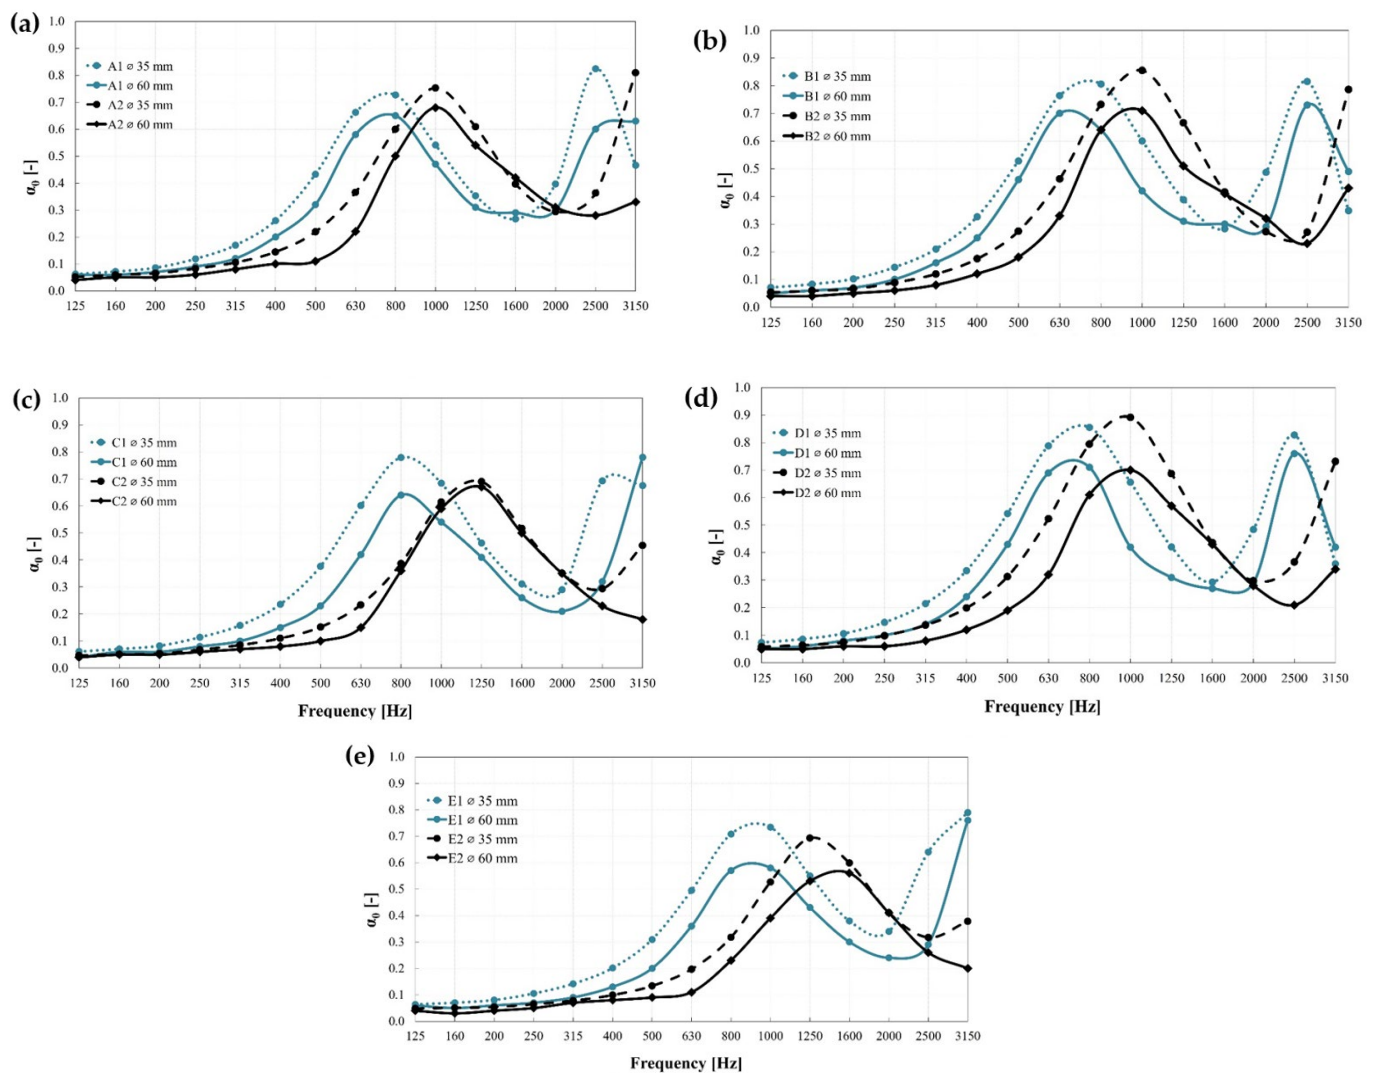 (a)
1.0
0.9
0.8
0.7
0.6
0.5
0.4
0.3
0.2
0.1
0.0
α0 [-]
A1 ⌀ 35 mm
A1 ⌀ 60 mm
A2 ⌀ 35 mm
A2 ⌀ 60 mm
125 160 200 250 315 400 500 630 800 1000 1250 1600 2000 2500 3150
(b)
1.0
0.9
0.8
0.7
0.6
0.5
0.4
0.3
0.2
0.1
0.0
α0 [-]
B1 ⌀ 35 mm
B1 ⌀ 60 mm
B2 ⌀ 35 mm
B2 ⌀ 60 mm
125 160 200 250 315 400 500 630 800 1000 1250 1600 2000 2500 3150
(c)
1.0
0.9
0.8
0.7
0.6
0.5
0.4
0.3
0.2
0.1
0.0
α0 [-]
C1 ⌀ 35 mm
C1 ⌀ 60 mm
C2 ⌀ 35 mm
C2 ⌀ 60 mm
125 160 200 250 315 400 500 630 800 1000 1250 1600 2000 2500 3150
Frequency [Hz]
(d)
1.0
0.9
0.8
0.7
0.6
0.5
0.4
0.3
0.2
0.1
0.0
α0 [-]
D1 ⌀ 35 mm
D1 ⌀ 60 mm
D2 ⌀ 35 mm
D2 ⌀ 60 mm
125 160 200 250 315 400 500 630 800 1000 1250 1600 2000 2500 3150
Frequency [Hz]
(e)
1.0
0.9
0.8
0.7
0.6
0.5
0.4
0.3
0.2
0.1
0.0
α0 [-]
E1 ⌀ 35 mm
E1 ⌀ 60 mm
E2 ⌀ 35 mm
E2 ⌀ 60 mm
125 160 200 250 315 400 500 630 800 1000 1250 1600 2000 2500 3150
Frequency [Hz]